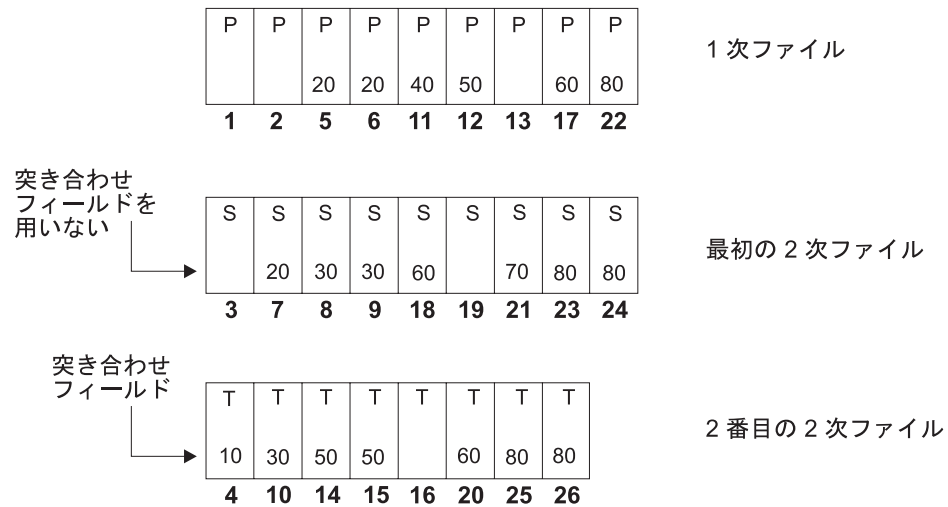 P P P P P P P P P
20 20 40 50 60 80
1 2 5 6 11 12 13 17 22
1 次ファイル
突き合わせ
フィールドを
用いない
S S S S S S S S S
20 30 30 60 70 80 80
3 7 8 9 18 19 21 23 24
最初の 2 次ファイル
突き合わせ
フィールド
T T T T T T T T
10 30 50 50 60 80 80
4 10 14 15 16 20 25 26
2 番目の 2 次ファイル